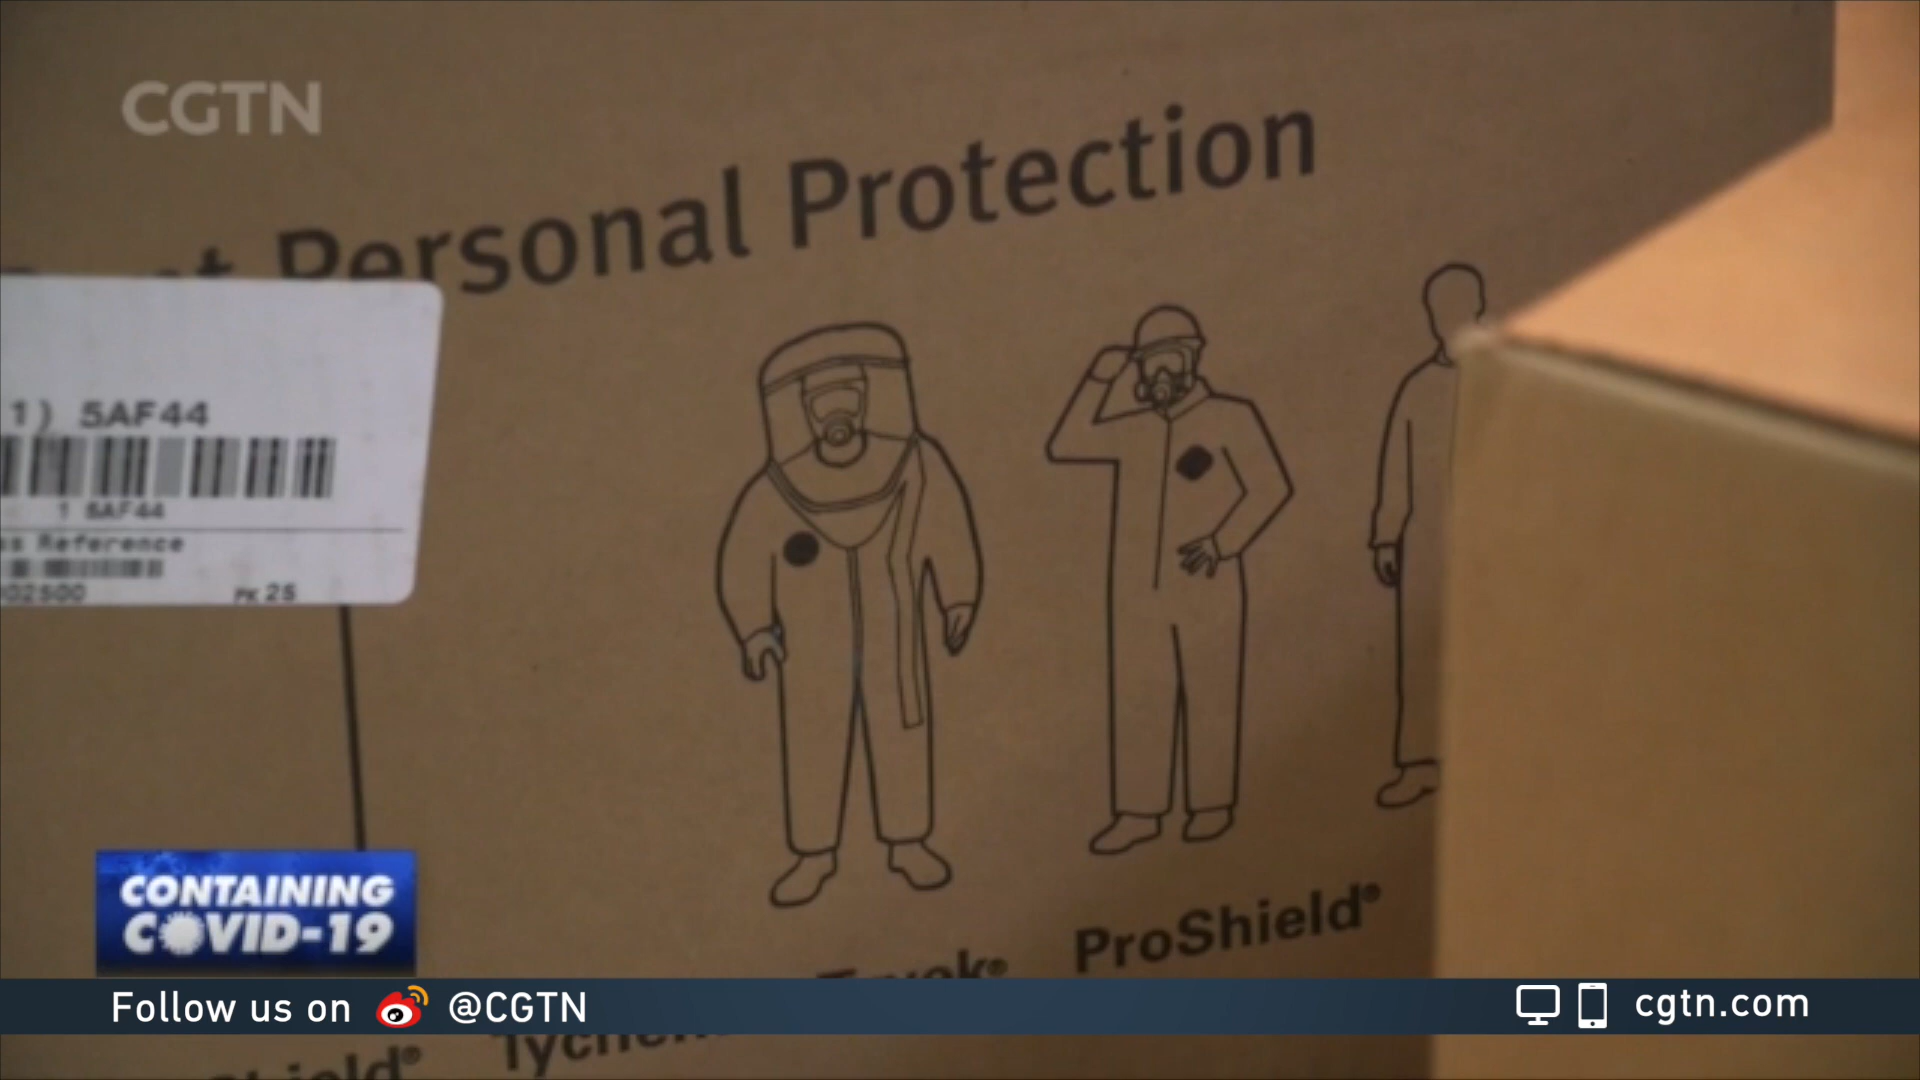 CGTN
Personal Protection
1) 5AF44
1 5AF44
Reference
PK 25
ProShield®
CONTAINING
COVID-19
Follow us on @CGTN
cgtn.com